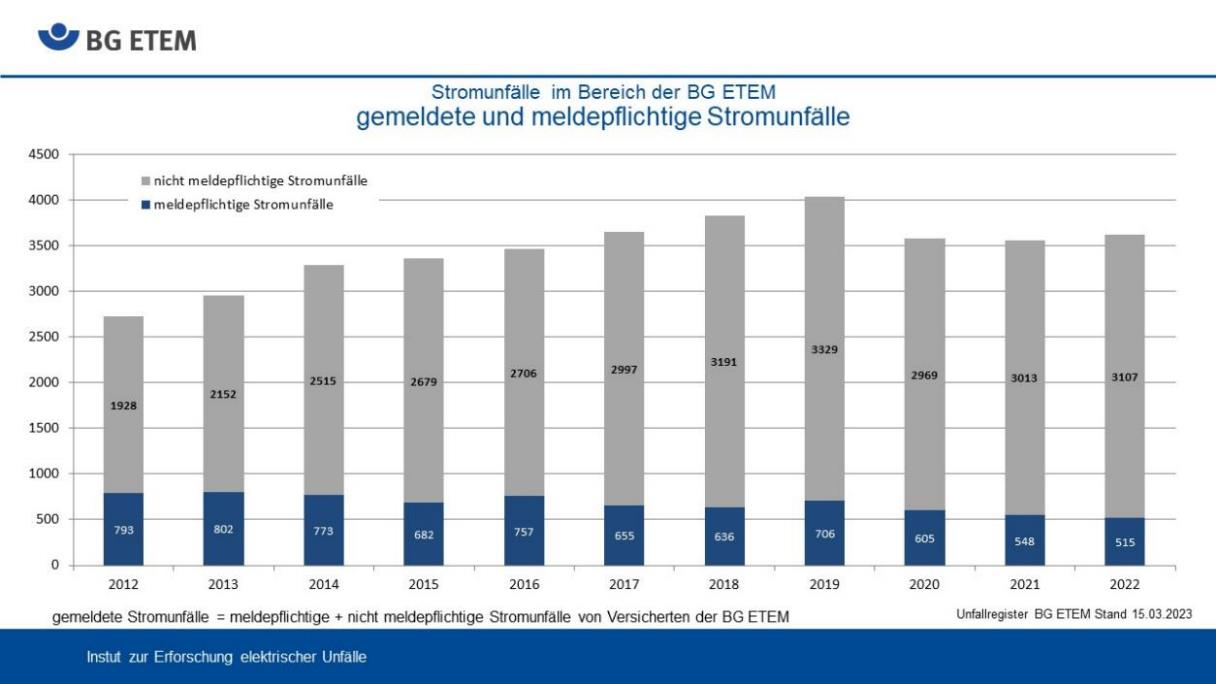 BG ETEM
Stromunfälle im Bereich der BG ETEM
gemeldete und meldepflichtige Stromunfälle
4500
4000
3500
3000
2500
2000
1500
1000
500
0
nicht meldepflichtige Stromunfälle
meldepflichtige Stromunfälle
1928 2152 2515 2679 2706 2997 3191 3329 2969 3013 3107
793 802 773 682 757 655 636 706 605 548 515
2012 2013 2014 2015 2016 2017 2018 2019 2020 2021 2022
gemeldete Stromunfälle = meldepflichtige + nicht meldepflichtige Stromunfälle von Versicherten der BG ETEM
Unfallregister BG ETEM Stand 15.03.2023
Instut zur Erforschung elektrischer Unfälle